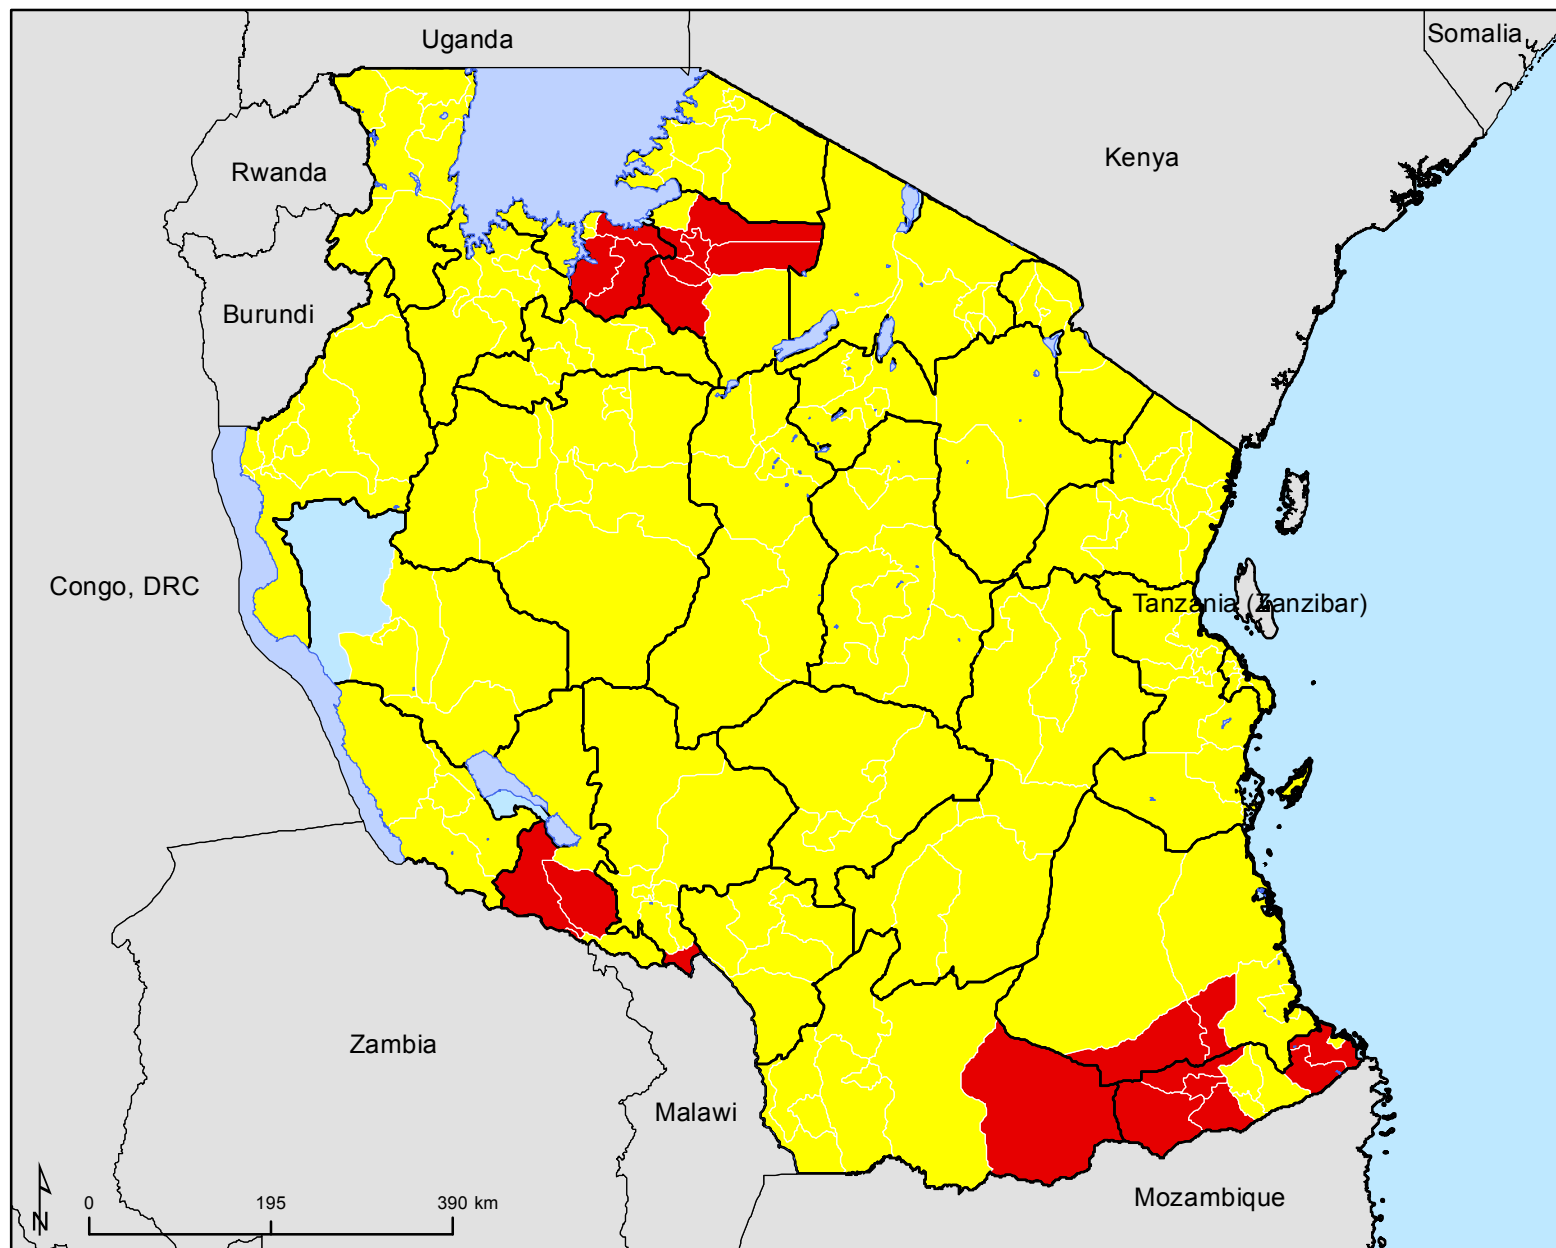 Uganda
Somalia
Kenya
Rwanda
Burundi
Congo, DRC
Tanzania (Zanzibar)
Zambia
Malawi
Mozambique
N
0 195 390 km